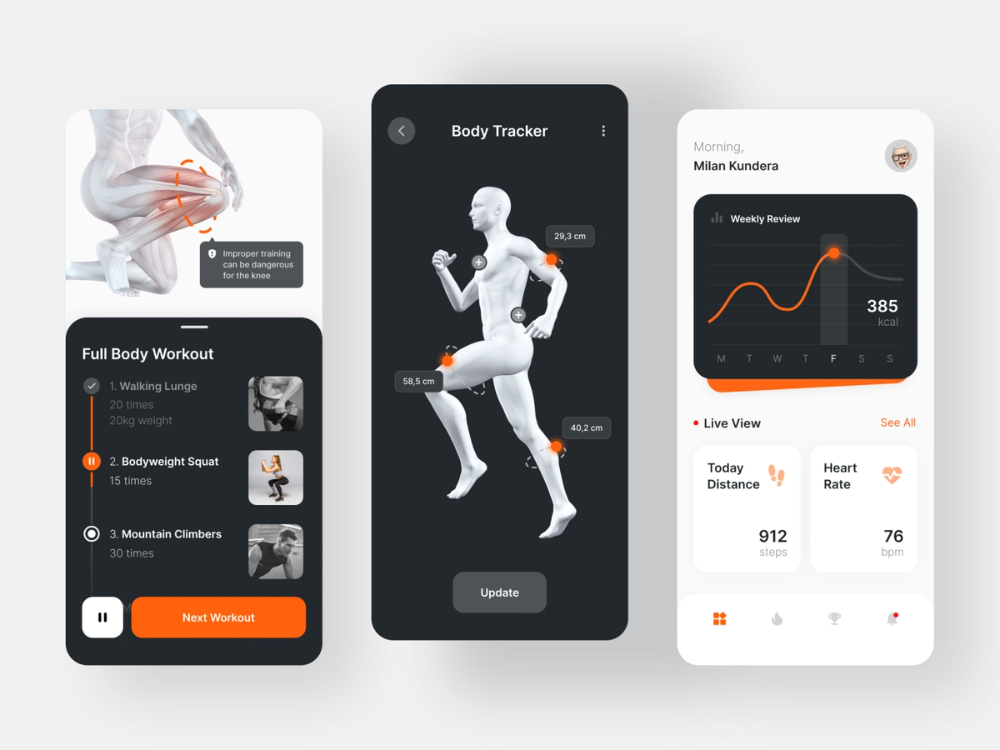 Improper training
can be dangerous
for the knee
Full Body Workout
1. Walking Lunge
20 times
20kg weight
2. Bodyweight Squat
15 times
3. Mountain Climbers
30 times
Next Workout
Body Tracker
29,3 cm
58,5 cm
40,2 cm
Update
Morning,
Milan Kundera
Weekly Review
385
kcal
M T W T F S S
Live View
See All
Today
Distance
912
steps
Heart
Rate
76
bpm